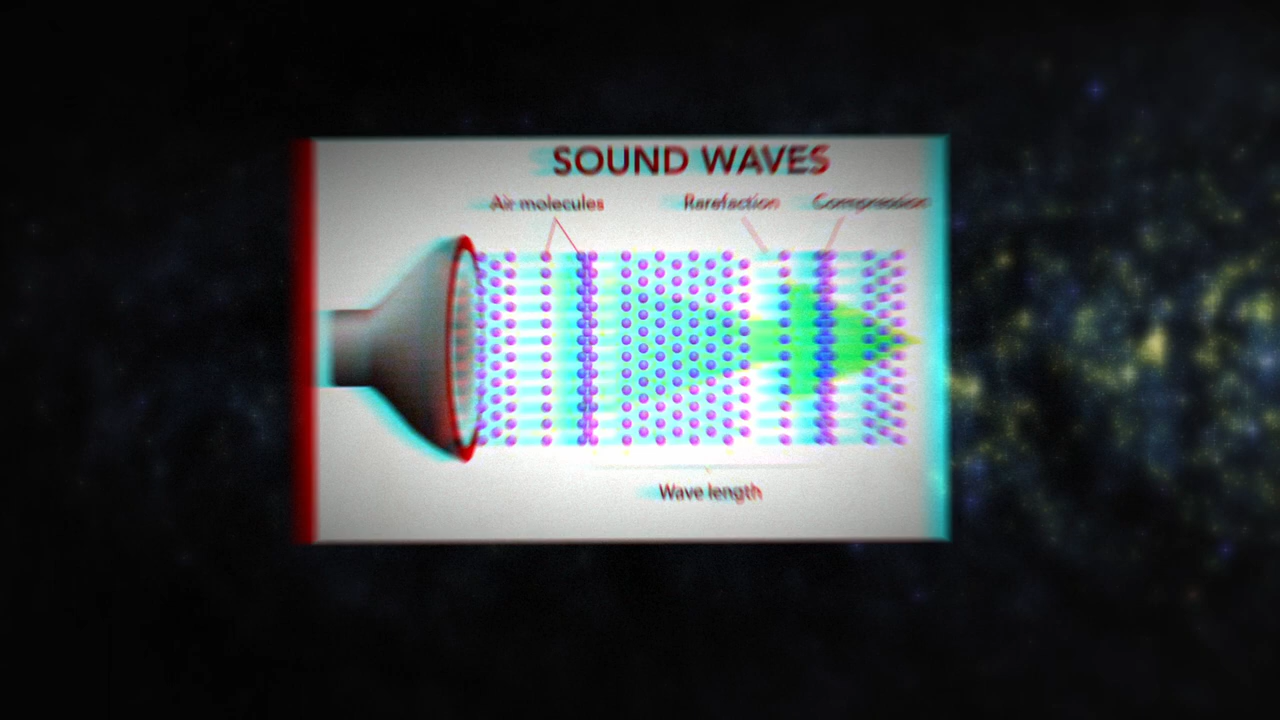 SOUND WAVES
Air molecules
Rarefaction
Compression
Wave length